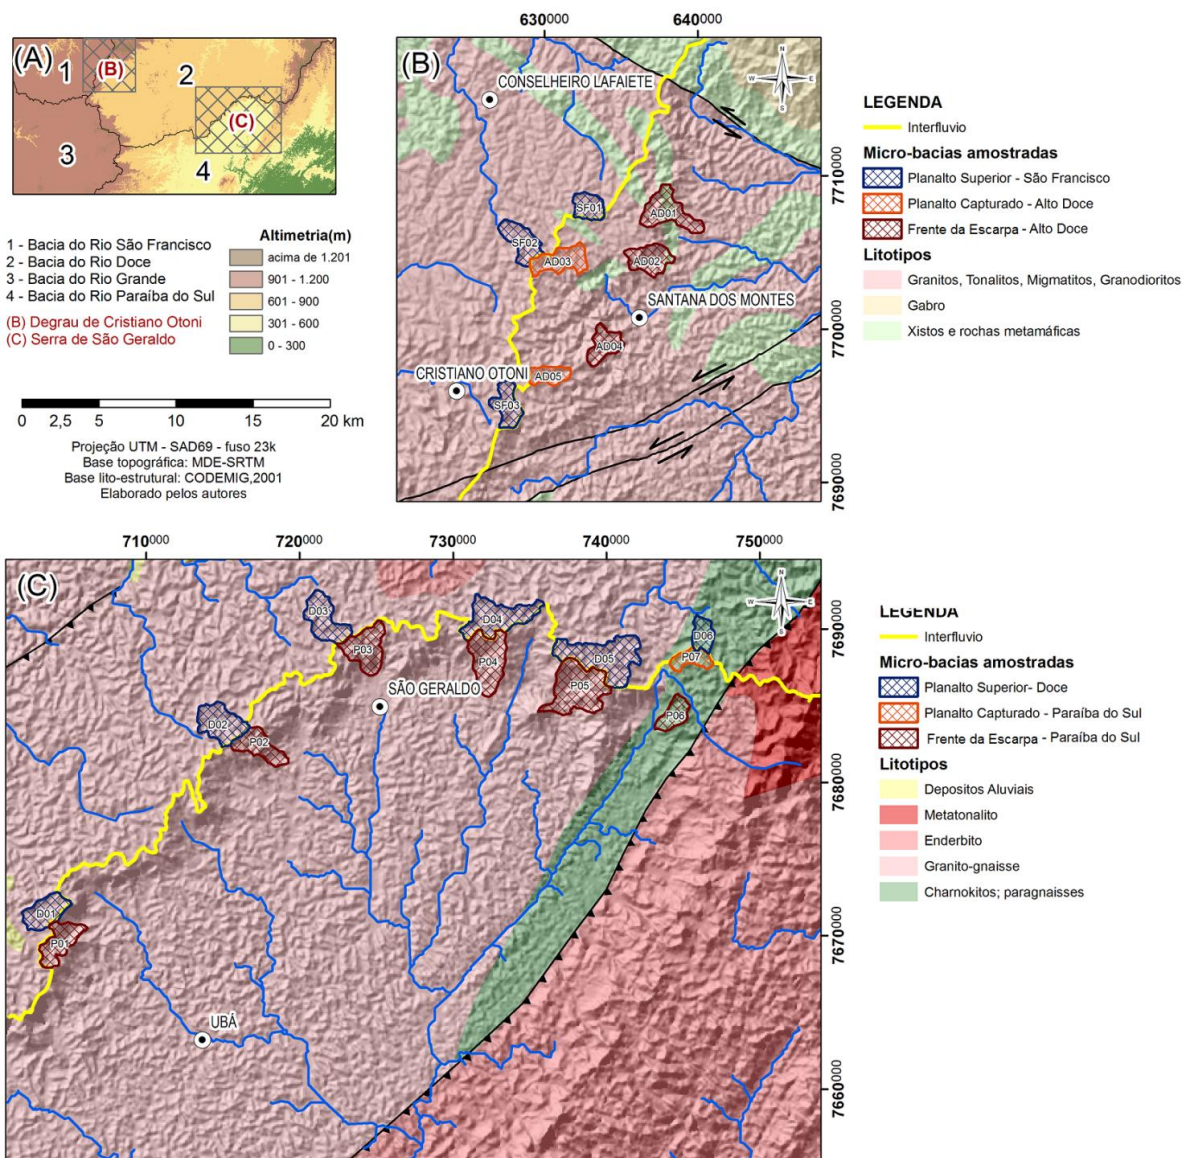 (A)
1
2
3
4
(B)
(C)
1 - Bacia do Rio São Francisco
2 - Bacia do Rio Doce
3 - Bacia do Rio Grande
4 - Bacia do Rio Paraíba do Sul
(B) Degrau de Cristiano Otoni
(C) Serra de São Geraldo
Altimetria(m)
acima de 1.201
901 - 1.200
601 - 900
301 - 600
0 - 300
0 2,5 5 10 15 20 km
Projeção UTM - SAD69 - fuso 23k
Base topográfica: MDE-SRTM
Base lito-estrutural: CODEMIG,2001
Elaborado pelos autores
630000 640000
(B)
N
W E
S
CONSELHEIRO LAFAIETE
SF01
AD01
SF02
AD03
AD02
SANTANA DOS MONTES
AD04
CRISTIANO OTONI
AD05
SF03
7710000
7700000
7690000
LEGENDA
Interfluvio
Micro-bacias amostradas
Planalto Superior - São Francisco
Planalto Capturado - Alto Doce
Frente da Escarpa - Alto Doce
Litotipos
Granitos, Tonalitos, Migmatitos, Granodioritos
Gabro
Xistos e rochas metamáficas
710000 720000 730000 740000 750000
(C)
N
W E
S
D03
D04
D06
P03
P04
D05
P07
P05
SÃO GERALDO
P06
D02
P02
D01
P01
UBÁ
7690000
7680000
7670000
7660000
LEGENDA
Interfluvio
Micro-bacias amostradas
Planalto Superior- Doce
Planalto Capturado - Paraíba do Sul
Frente da Escarpa - Paraíba do Sul
Litotipos
Depositos Aluviais
Metatonalito
Enderbito
Granito-gnaisse
Charnokitos; paragnaisses